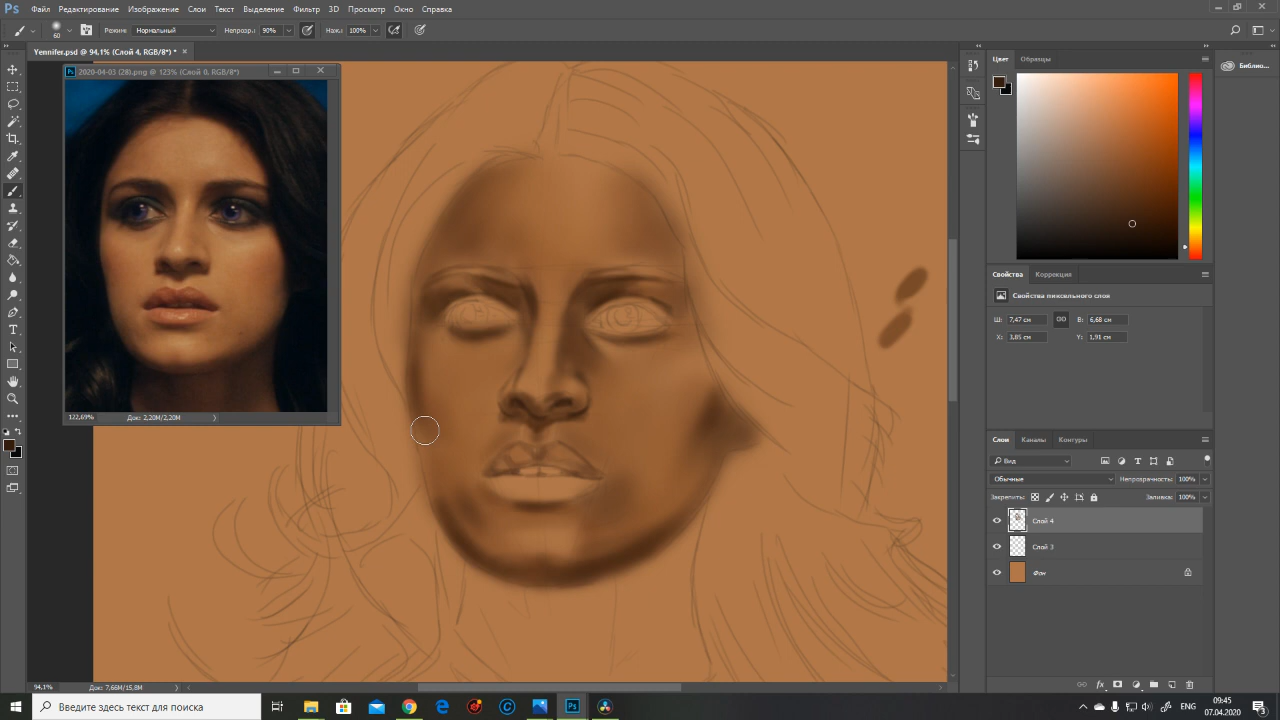 Ps Файл Редактирование Изображение Слои Текст Выделение Фильтр 3D Просмотр Окно Справка
60 Режим: Нормальный Непрозр.: 90% Наж.: 100%
Yennifer.psd @ 94,1% (Слой 4, RGB/8*) * ×
Ps 2020-04-03 (28).png @ 123% (Слой 0, RGB/8*)
122,69% Док: 2,20M/2,20M
Цвет Образцы
Библио...
Свойства Коррекция
Свойства пиксельного слоя
Ш: 7,47 см В: 6,68 см
X: 3,85 см Y: 1,91 см
Слои Каналы Контуры
Вид
Обычные Непрозрачность: 100%
Закрепить: Заливка: 100%
Слой 4
Слой 3
Фон
94,1% Док: 7,66M/15,8M
Введите здесь текст для поиска
09:45
07.04.2020